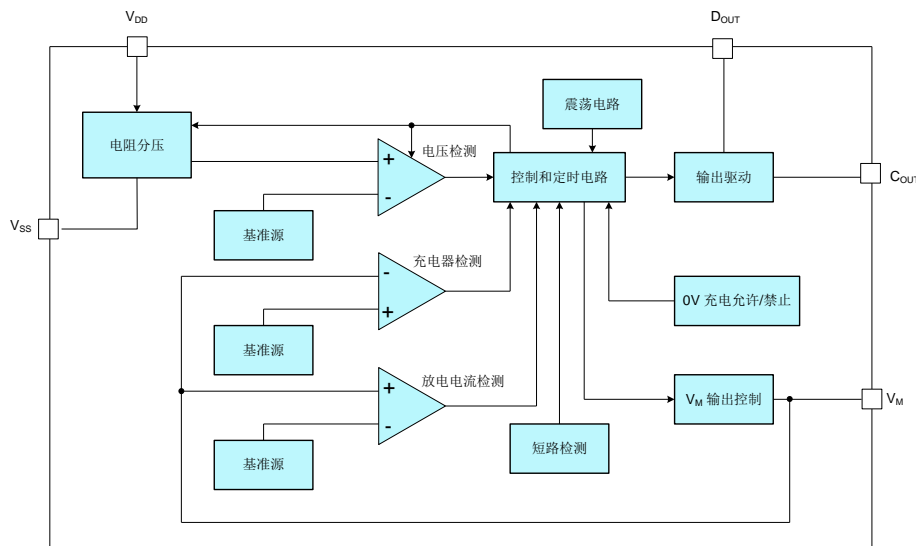 VDD
DOUT
震荡电路
电阻分压
电压检测
+
-
控制和定时电路
输出驱动
COUT
VSS
基准源
充电器检测
-
+
0V 充电允许/禁止
基准源
放电电流检测
+
-
VM 输出控制
VM
短路检测
基准源